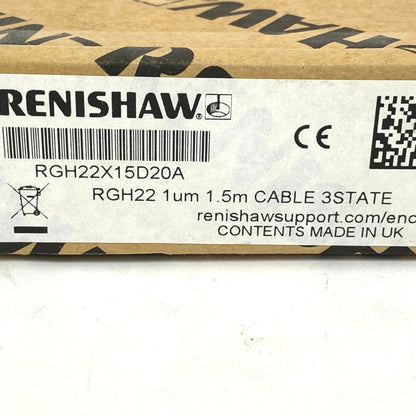 RENISHAW.
CE
RGH22X15D20A
RGH22 1um 1.5m CABLE 3STATE
renishawsupport.com/enc
CONTENTS MADE IN UK